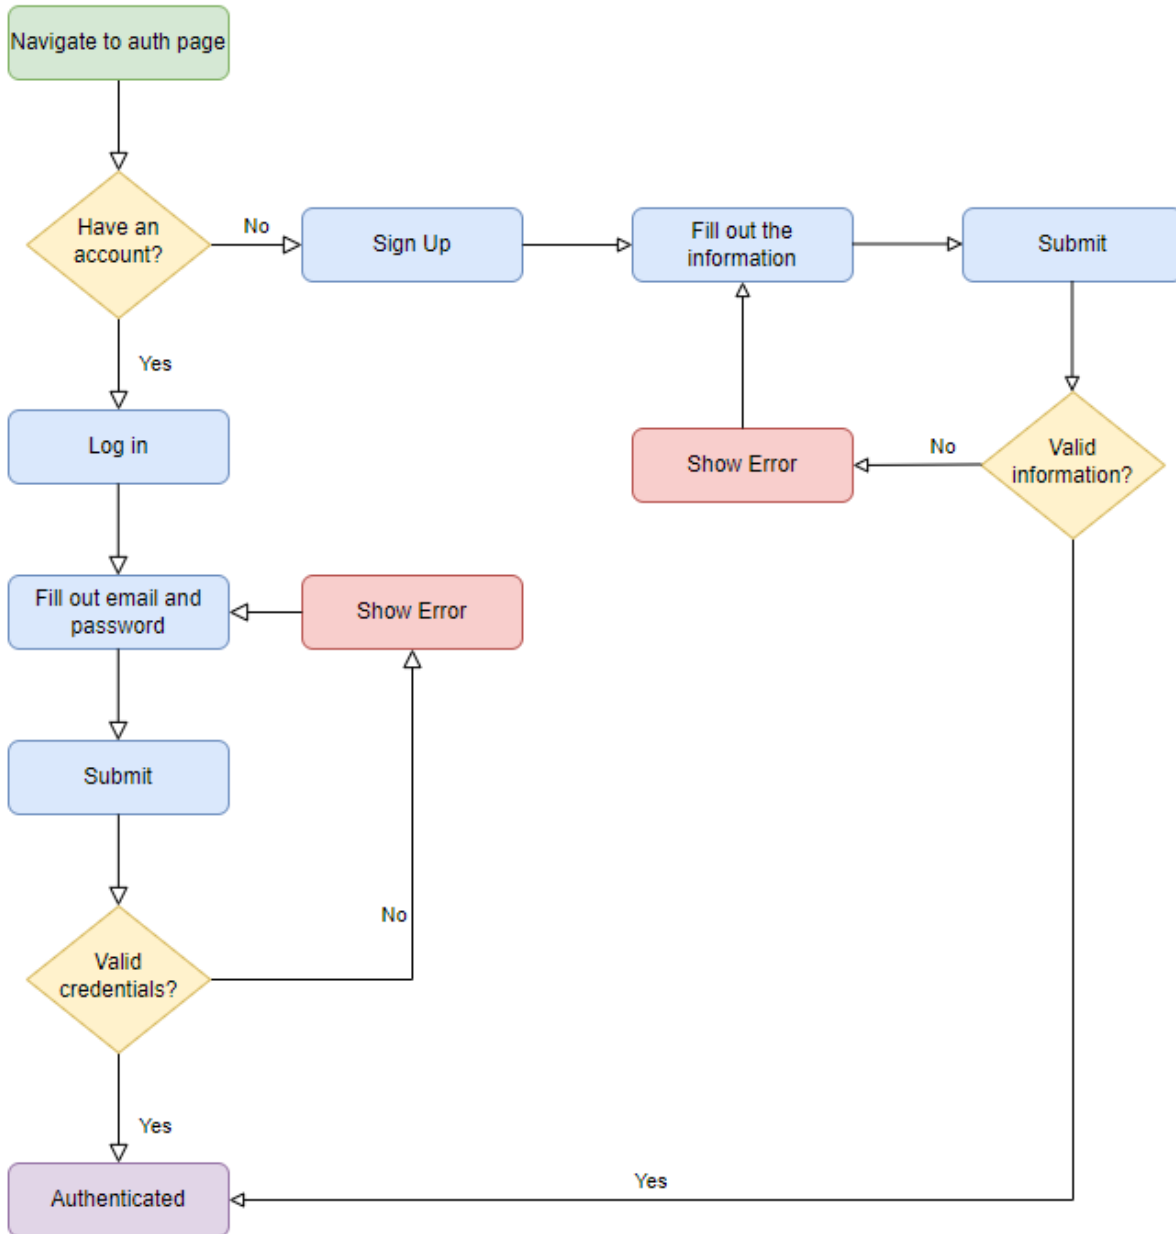 Navigate to auth page
Have an
account?
No
Sign Up
Fill out the
information
Submit
Yes
Log in
Show Error
No
Valid
information?
Fill out email and
password
Show Error
Submit
No
Valid
credentials?
Yes
Authenticated
Yes